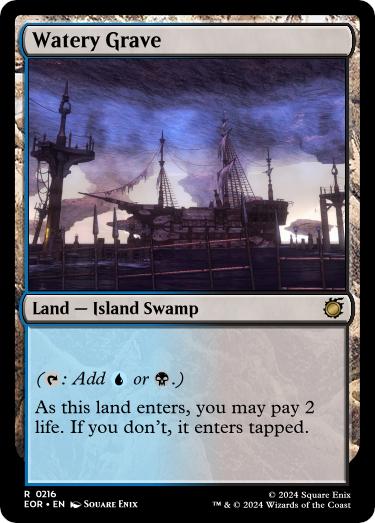 Watery Grave
Land — Island Swamp
(: Add or .)
As this land enters, you may pay 2
life. If you don't, it enters tapped.
R 0216
EOR • EN Square Enix
© 2024 Square Enix
™ & © 2024 Wizards of the Coast